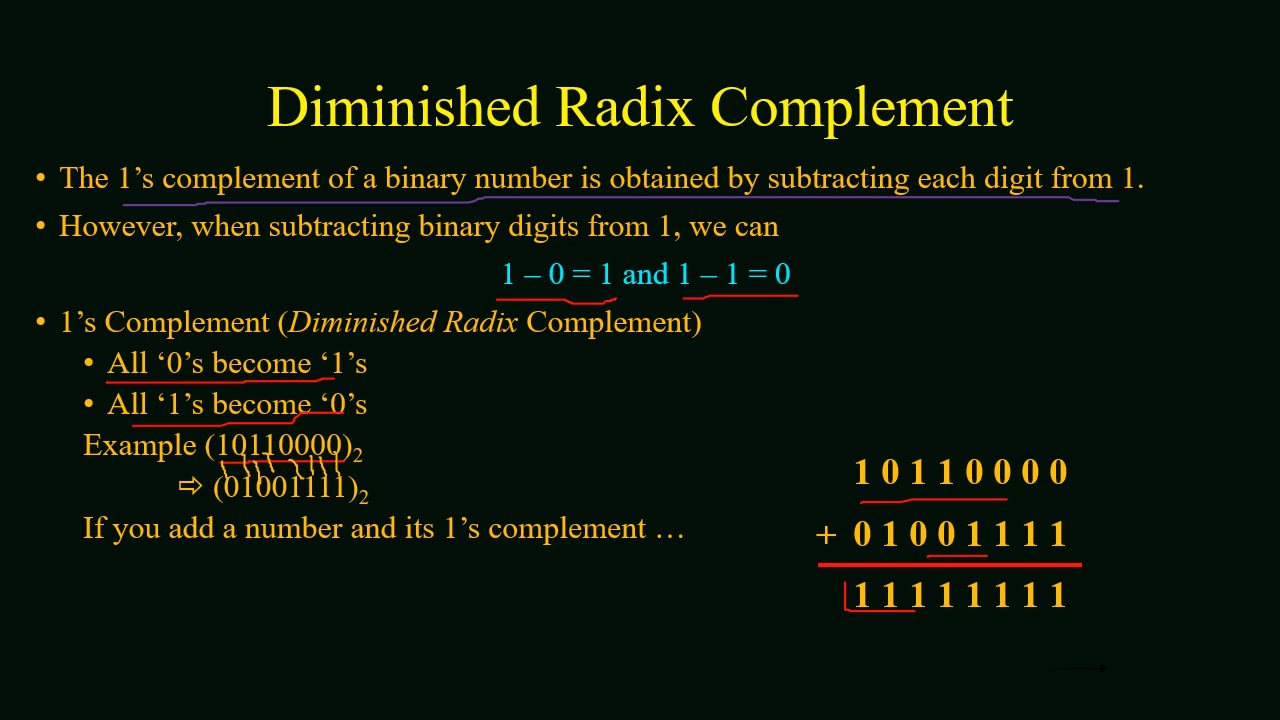 Diminished Radix Complement
• The 1’s complement of a binary number is obtained by subtracting each digit from 1.
• However, when subtracting binary digits from 1, we can
1 – 0 = 1 and 1 – 1 = 0
• 1’s Complement (Diminished Radix Complement)
• All ‘0’s become ‘1’s
• All ‘1’s become ‘0’s
Example (10110000)₂
⇨ (01001111)₂
If you add a number and its 1’s complement …
1 0 1 1 0 0 0 0
+ 0 1 0 0 1 1 1 1
1 1 1 1 1 1 1 1